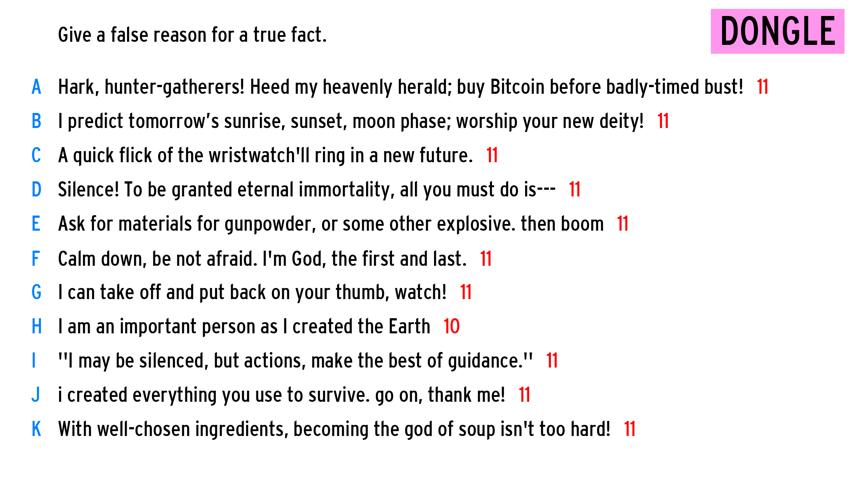 Give a false reason for a true fact.
DONGLE
A Hark, hunter-gatherers! Heed my heavenly herald; buy Bitcoin before badly-timed bust! 11
B I predict tomorrow's sunrise, sunset, moon phase; worship your new deity! 11
C A quick flick of the wristwatch'll ring in a new future. 11
D Silence! To be granted eternal immortality, all you must do is--- 11
E Ask for materials for gunpowder, or some other explosive. then boom 11
F Calm down, be not afraid. I'm God, the first and last. 11
G I can take off and put back on your thumb, watch! 11
H I am an important person as I created the Earth 10
I "I may be silenced, but actions, make the best of guidance." 11
J i created everything you use to survive. go on, thank me! 11
K With well-chosen ingredients, becoming the god of soup isn't too hard! 11